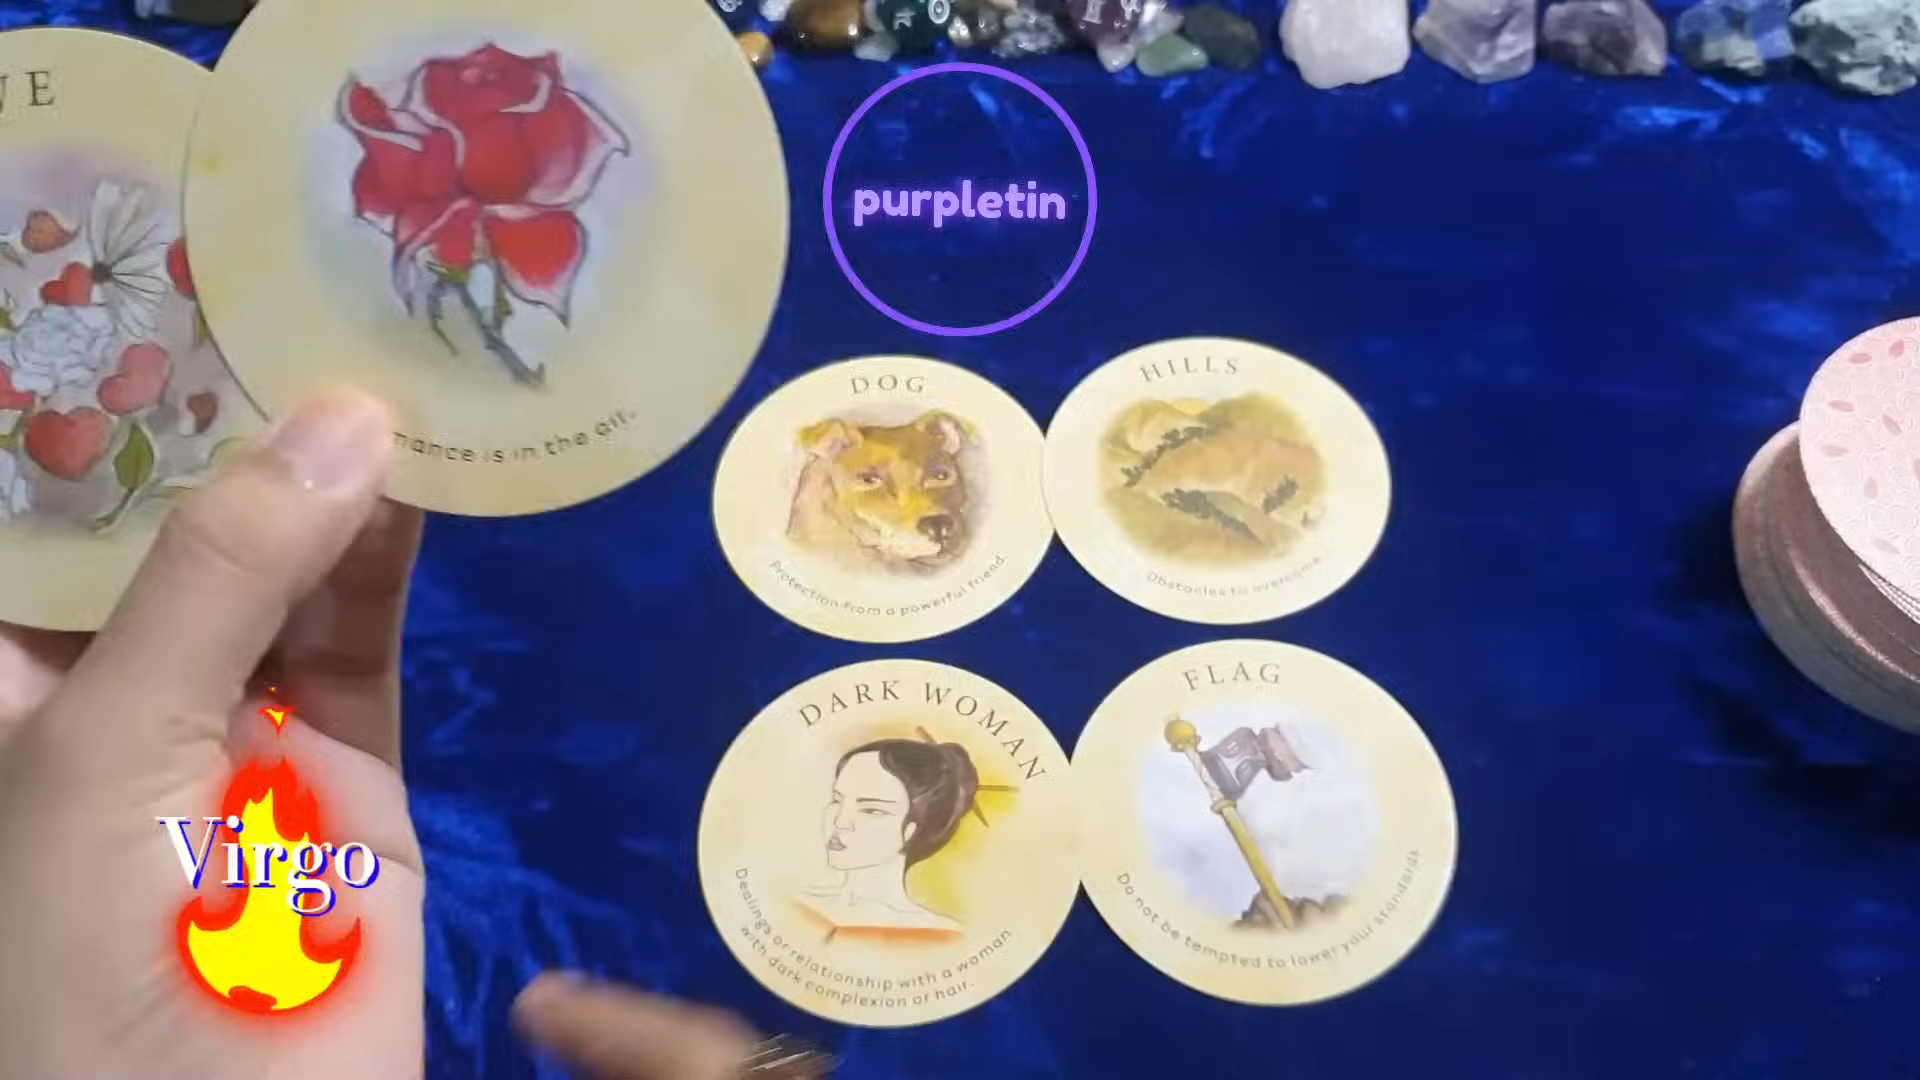 VE
mance is in the air.
purpletin
DOG
Protection from a powerful friend.
HILLS
Obstacles to overcome
DARK WOMAN
Dealings or relationship with a woman
with dark complexion or hair.
FLAG
Do not be tempted to lower your standards
Virgo